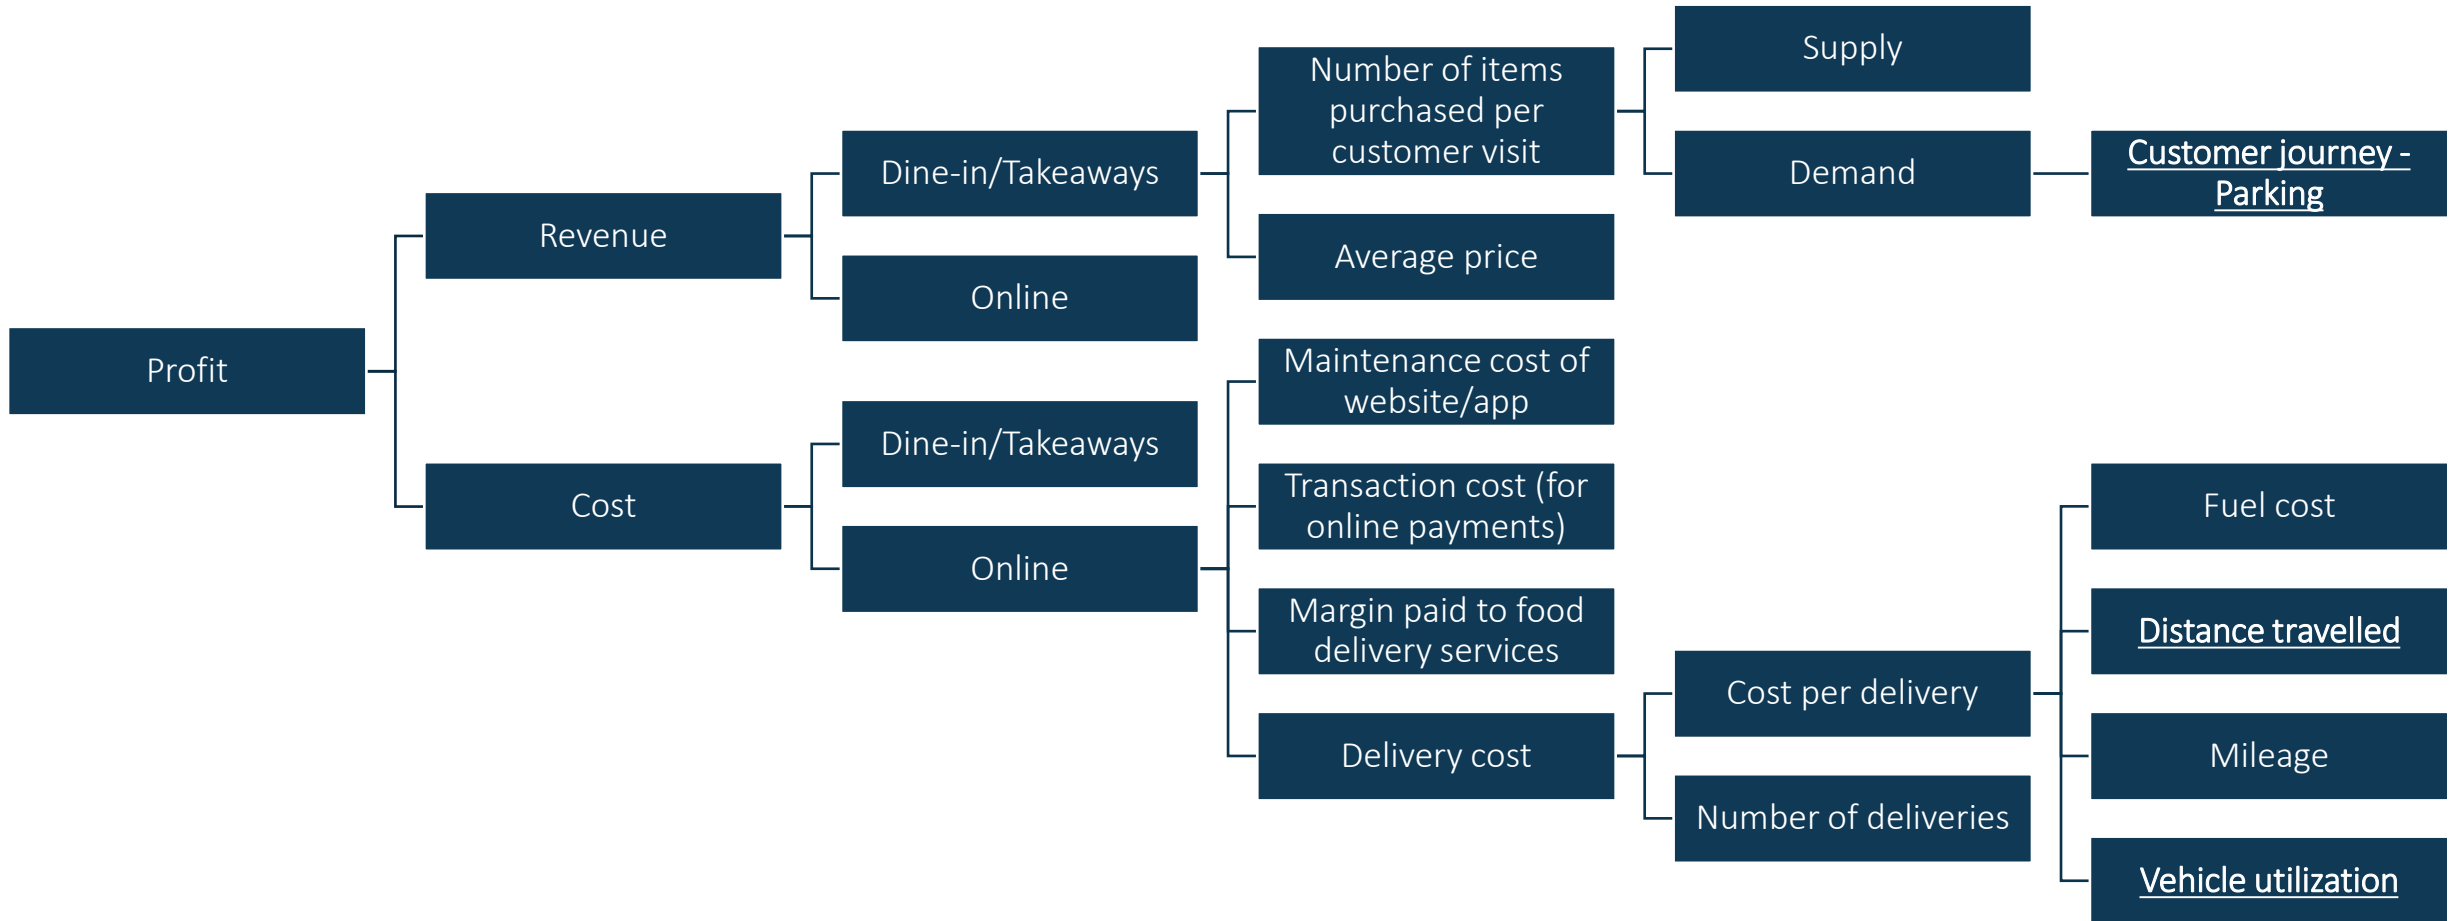 Profit
Revenue
Dine-in/Takeaways
Number of items
purchased per
customer visit
Supply
Demand
Customer journey -
Parking
Average price
Online
Cost
Dine-in/Takeaways
Online
Maintenance cost of
website/app
Transaction cost (for
online payments)
Margin paid to food
delivery services
Delivery cost
Cost per delivery
Fuel cost
Distance travelled
Mileage
Vehicle utilization
Number of deliveries